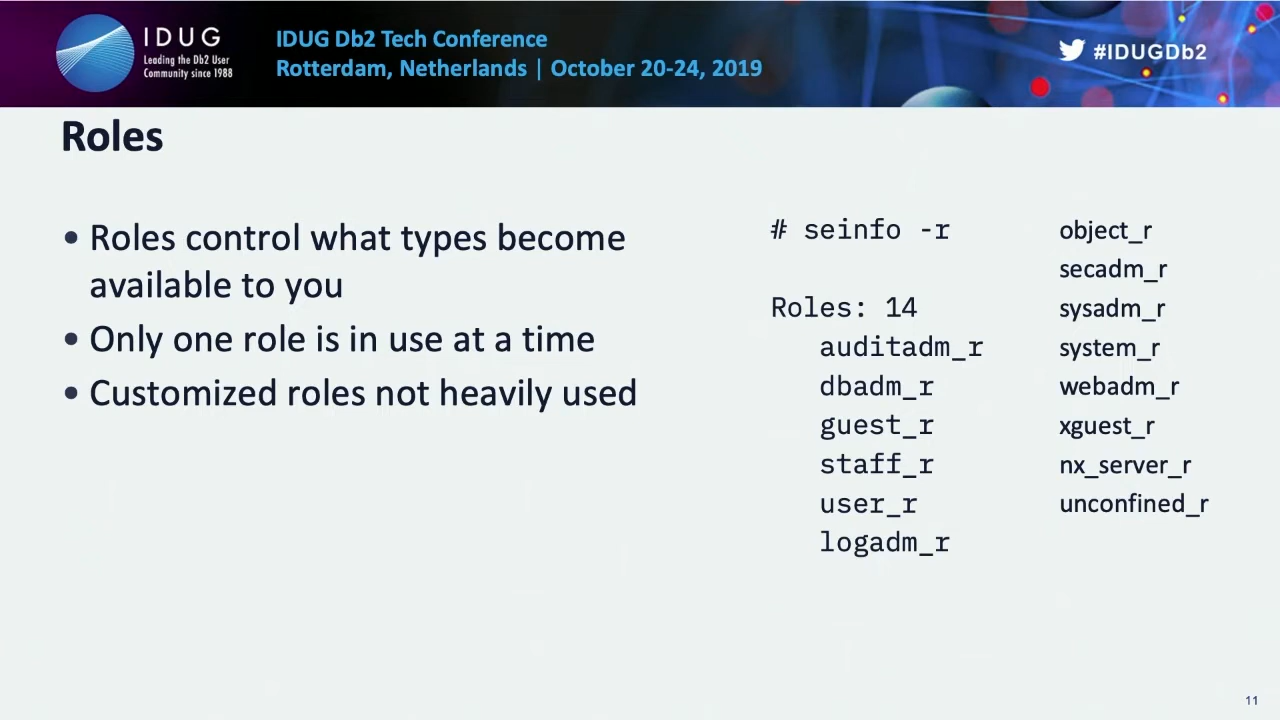 IDUG
Leading the Db2 User
Community since 1988
IDUG Db2 Tech Conference
Rotterdam, Netherlands | October 20-24, 2019
#IDUGDb2
Roles
• Roles control what types become
available to you
• Only one role is in use at a time
• Customized roles not heavily used
# seinfo -r
Roles: 14
auditadm_r
dbadm_r
guest_r
staff_r
user_r
logadm_r
object_r
secadm_r
sysadm_r
system_r
webadm_r
xguest_r
nx_server_r
unconfined_r
11